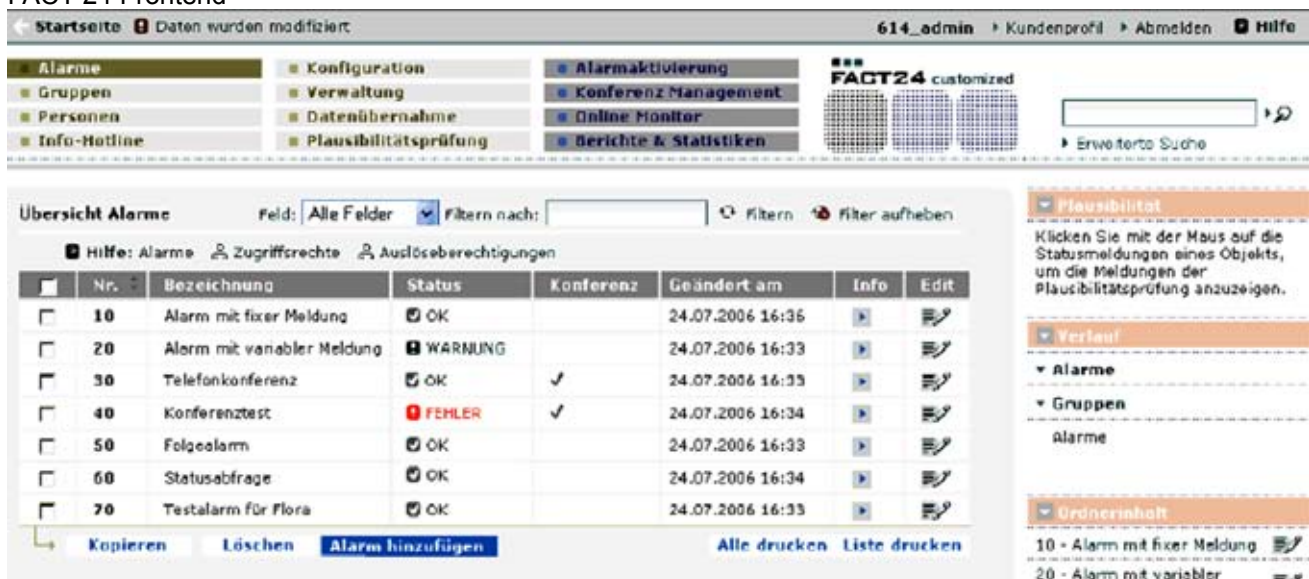 FACT 24 Frontend
Startseite Daten wurden modifiziert 614_admin Kundenprofil Abmelden Hilfe
Alarme Konfiguration Alarmaktivierung
Gruppen Verwaltung Konferenz Management
Personen Datenübernahme Online Monitor
Info-Hotline Plausibilitätsprüfung Berichte & Statistiken
FACT24 customized
Erweiterte Suche
Übersicht Alarme Feld: Alle Felder Filtern nach: Filtern Filter aufheben
Hilfe: Alarme Zugriffsrechte Auslöseberechtigungen
Nr. Bezeichnung Status Konferenz Geändert am Info Edit
10 Alarm mit fixer Meldung OK 24.07.2006 16:36
20 Alarm mit variabler Meldung WARNUNG 24.07.2006 16:33
30 Telefonkonferenz OK 24.07.2006 16:33
40 Konferenztest FEHLER 24.07.2006 16:34
50 Folgealarm OK 24.07.2006 16:33
60 Statusabfrage OK 24.07.2006 16:34
70 Testalarm für Flora OK 24.07.2006 16:33
Kopieren Löschen Alarm hinzufügen Alle drucken Liste drucken
Plausibilität
Klicken Sie mit der Maus auf die
Statusmeldungen eines Objekts,
um die Meldungen der
Plausibilitätsprüfung anzuzeigen.
Verlauf
Alarme
Gruppen
Alarme
Ordnerinhalt
10 - Alarm mit fixer Meldung
20 - Alarm mit variabler